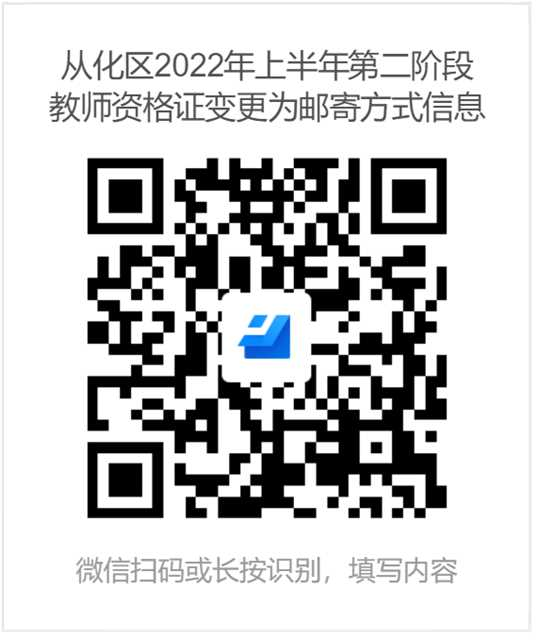 从化区2022年上半年第二阶段
教师资格证变更为邮寄方式信息
微信扫码或长按识别，填写内容